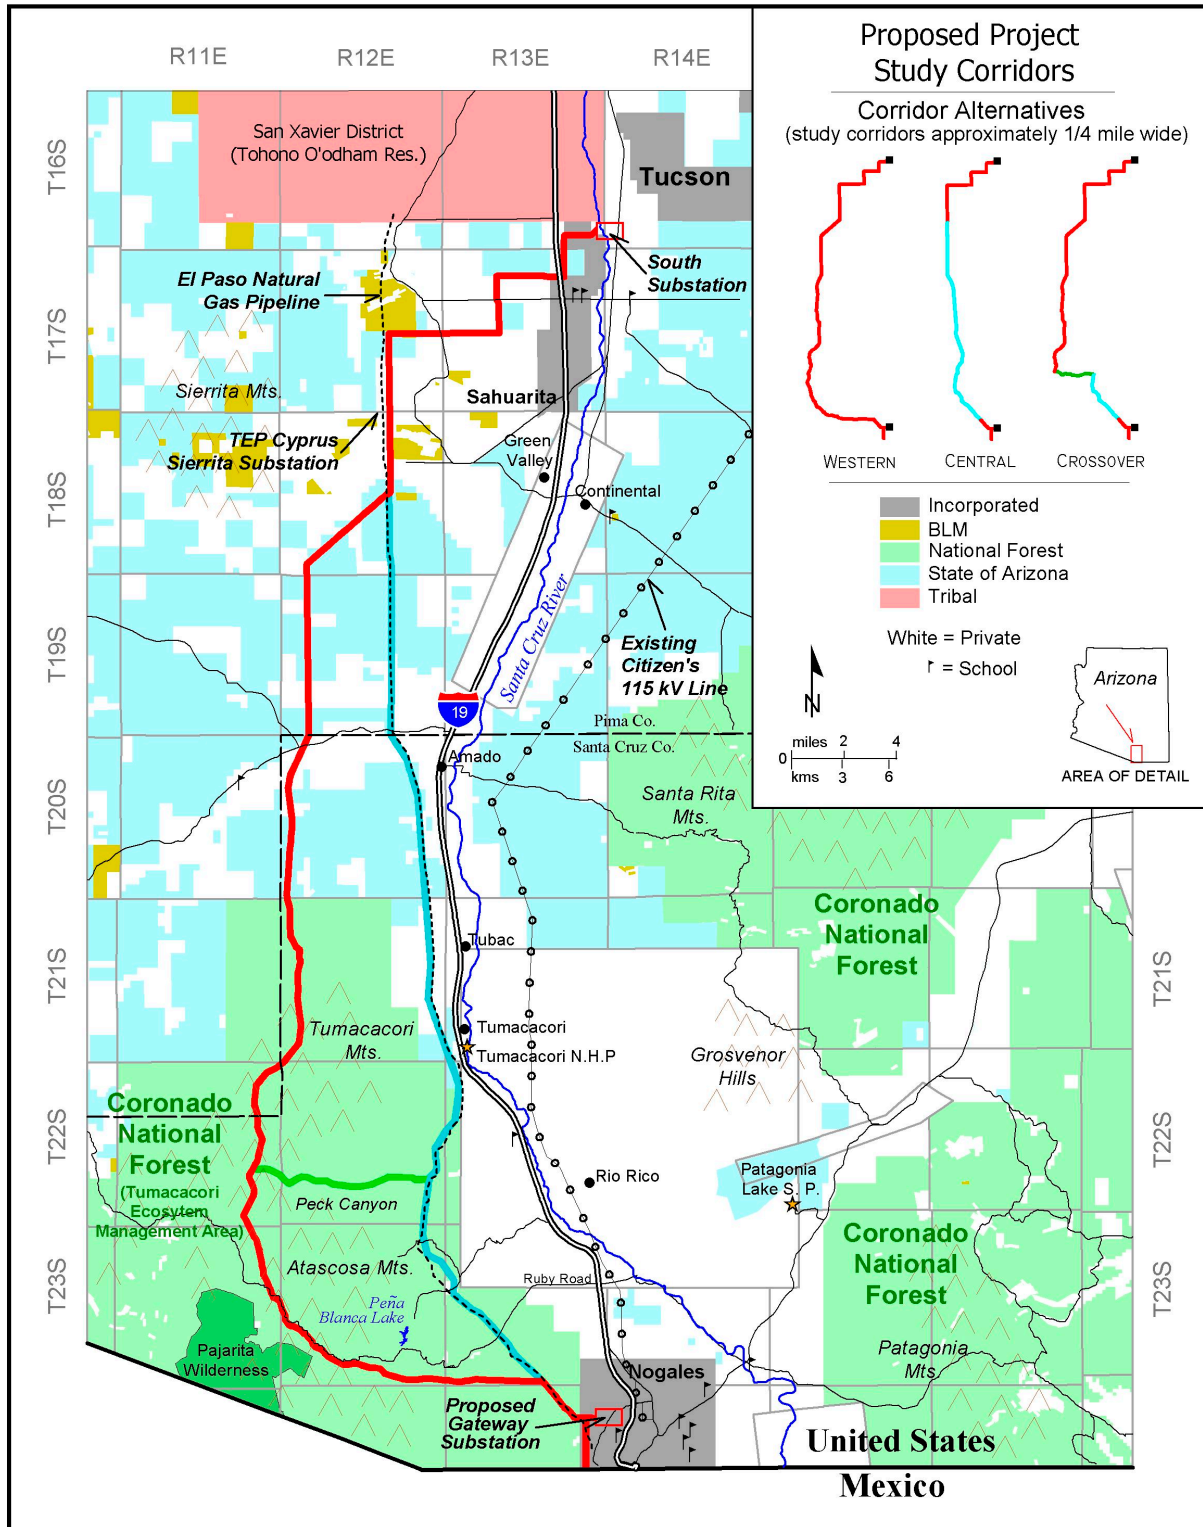 R11E
R12E
R13E
R14E
T16S
T17S
T18S
T19S
T20S
T21S
T22S
T23S
T21S
T22S
T23S
Proposed Project
Study Corridors
Corridor Alternatives
(study corridors approximately 1/4 mile wide)
WESTERN
CENTRAL
CROSSOVER
Incorporated
BLM
National Forest
State of Arizona
Tribal
White = Private
= School
N
miles 2 4
0
kms 3 6
Arizona
AREA OF DETAIL
San Xavier District
(Tohono O'odham Res.)
Tucson
South
Substation
El Paso Natural
Gas Pipeline
Sierrita Mts.
Sahuarita
TEP Cyprus
Sierrita Substation
Green
Valley
Continental
Santa Cruz River
Existing
Citizen's
115 kV Line
19
Pima Co.
Santa Cruz Co.
Amado
Santa Rita
Mts.
Coronado
National
Forest
Tubac
Tumacacori
Mts.
Tumacacori
Tumacacori N.H.P
Grosvenor
Hills
Coronado
National
Forest
(Tumacacori
Ecosytem
Management Area)
Peck Canyon
Rio Rico
Patagonia
Lake S. P.
Coronado
National
Forest
Atascosa Mts.
Ruby Road
Peña
Blanca Lake
Pajarita
Wilderness
Patagonia
Mts.
Nogales
Proposed
Gateway
Substation
United States
Mexico